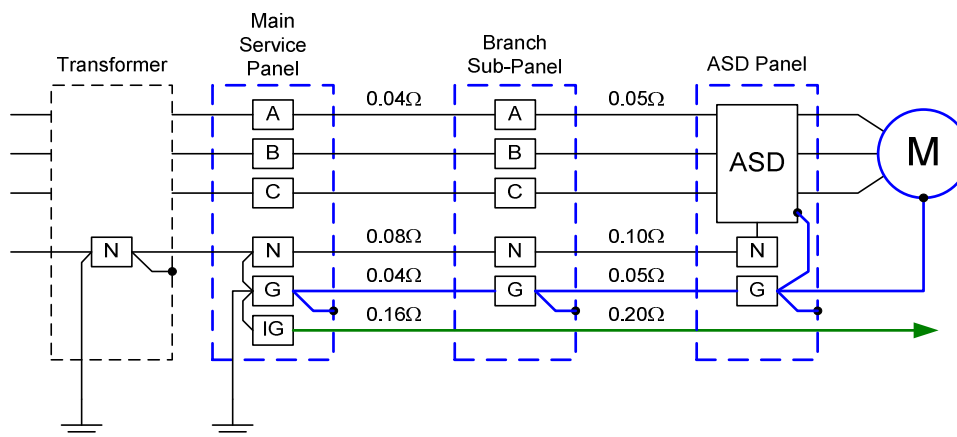 Main
Service
Panel
Transformer
Branch
Sub-Panel
ASD Panel
A 0.04Ω A 0.05Ω
B B
C C
ASD
M
N N 0.08Ω N 0.10Ω N
G 0.04Ω G 0.05Ω G
IG 0.16Ω 0.20Ω